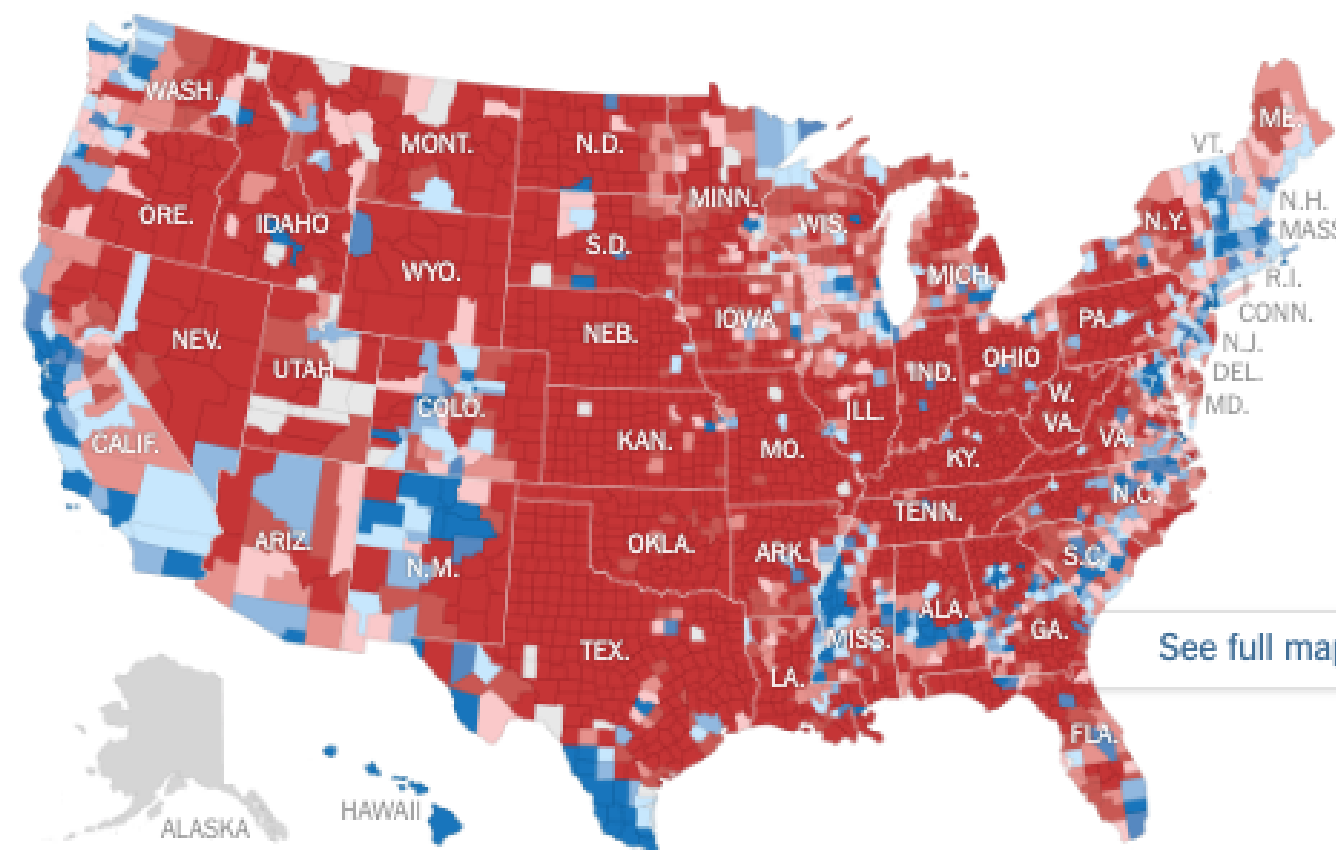 WASH.
ME.
MONT.
N.D.
VT.
MINN.
N.H.
ORE.
IDAHO
S.D.
WIS.
N.Y.
MASS
WYO.
MICH.
R.I.
CONN.
NEV.
NEB.
IOWA
PA.
N.J.
UTAH
IND.
OHIO
DEL.
COLO.
ILL.
W.
VA.
MD.
CALIF.
KAN.
MO.
KY.
VA.
N.C.
TENN.
ARIZ.
OKLA.
ARK.
S.C.
N.M.
ALA.
MISS.
GA.
TEX.
See full map
LA.
FLA.
HAWAII
ALASKA